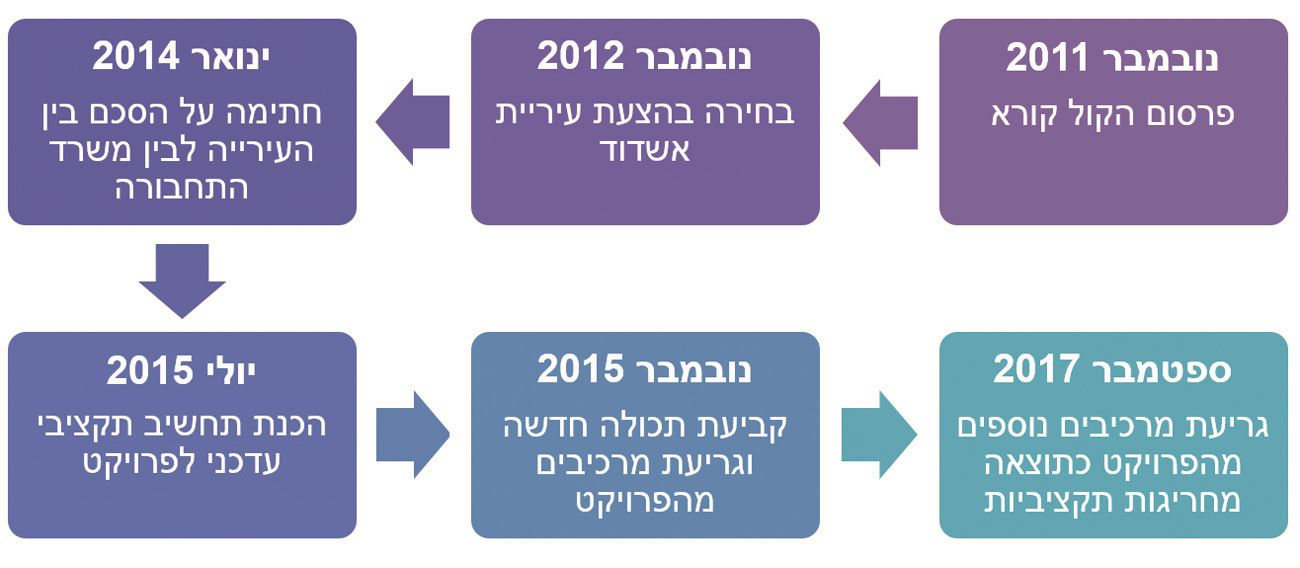 נובמבר 2011
פרסום הקול קורא
נובמבר 2012
בחירה בהצעת עיריית
אשדוד
ינואר 2014
חתימה על הסכם בין
העירייה לבין משרד
התחבורה
יולי 2015
הכנת תחשיב תקציבי
עדכני לפרויקט
נובמבר 2015
קביעת תכולה חדשה
וגריעת מרכיבים
מהפרויקט
ספטמבר 2017
גריעת מרכיבים נוספים
מהפרויקט כתוצאה
מחריגות תקציביות